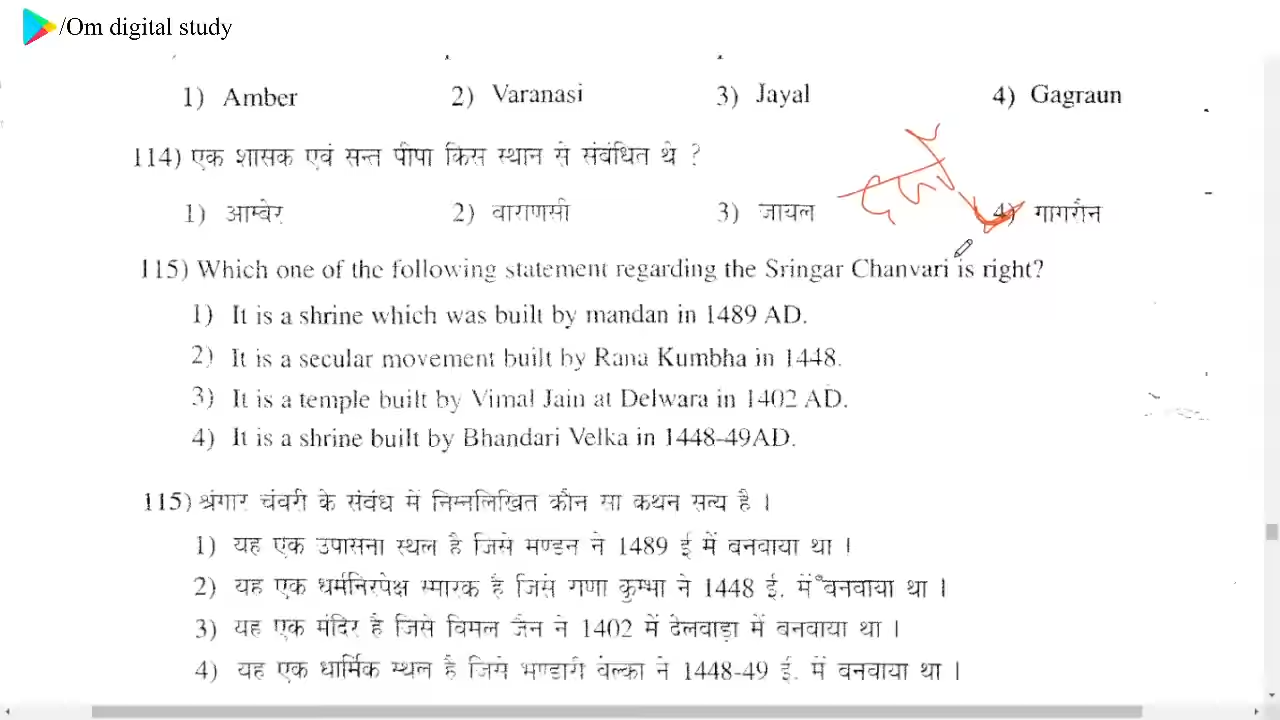 /Om digital study
1) Amber 2) Varanasi 3) Jayal 4) Gagraun
114) एक शासक एवं सन्त पीपा किस स्थान से संबंधित थे ?
1) आम्बेर 2) वाराणसी 3) जायल 4) गागरौन
115) Which one of the following statement regarding the Sringar Chanvari is right?
1) It is a shrine which was built by mandan in 1489 AD.
2) It is a secular movement built by Rana Kumbha in 1448.
3) It is a temple built by Vimal Jain at Delwara in 1402 AD.
4) It is a shrine built by Bhandari Velka in 1448-49AD.
115) श्रंगार चंवरी के संबंध में निम्नलिखित कौन सा कथन सत्य है ।
1) यह एक उपासना स्थल है जिसे मण्डन ने 1489 ई में बनवाया था ।
2) यह एक धर्मनिरपेक्ष स्मारक है जिसे राणा कुम्भा ने 1448 ई. में बनवाया था ।
3) यह एक मंदिर है जिसे विमल जैन ने 1402 में देलवाड़ा में बनवाया था ।
4) यह एक धार्मिक स्थल है जिसे भण्डारी वेल्का ने 1448-49 ई. में बनवाया था ।